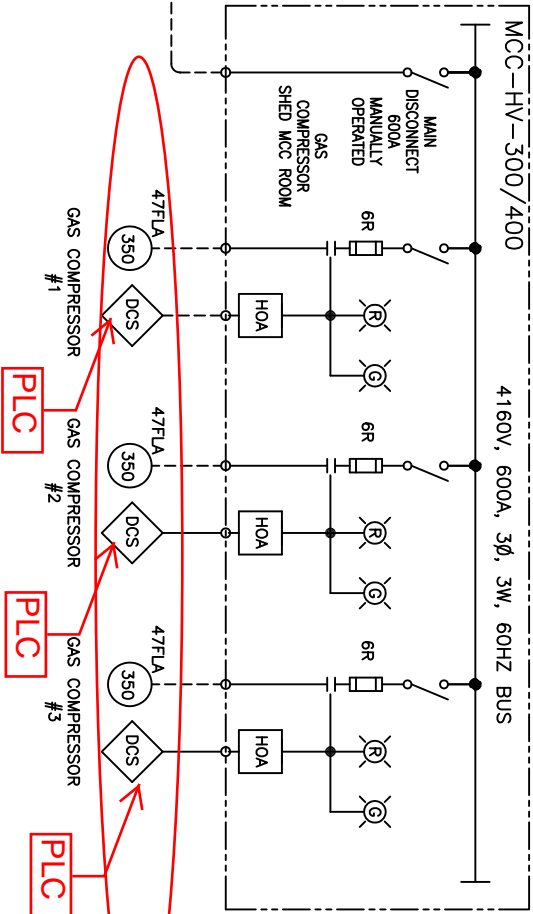 MCC-HV-300/400
4160V, 600A, 3Ø, 3W, 60HZ BUS
MAIN
DISCONNECT
600A
MANUALLY
OPERATED
GAS
COMPRESSOR
SHED MCC ROOM
6R
R
G
HOA
47FLA
350
DCS
GAS COMPRESSOR
#1
PLC
6R
R
G
HOA
47FLA
350
DCS
GAS COMPRESSOR
#2
PLC
6R
R
G
HOA
47FLA
350
DCS
GAS COMPRESSOR
#3
PLC